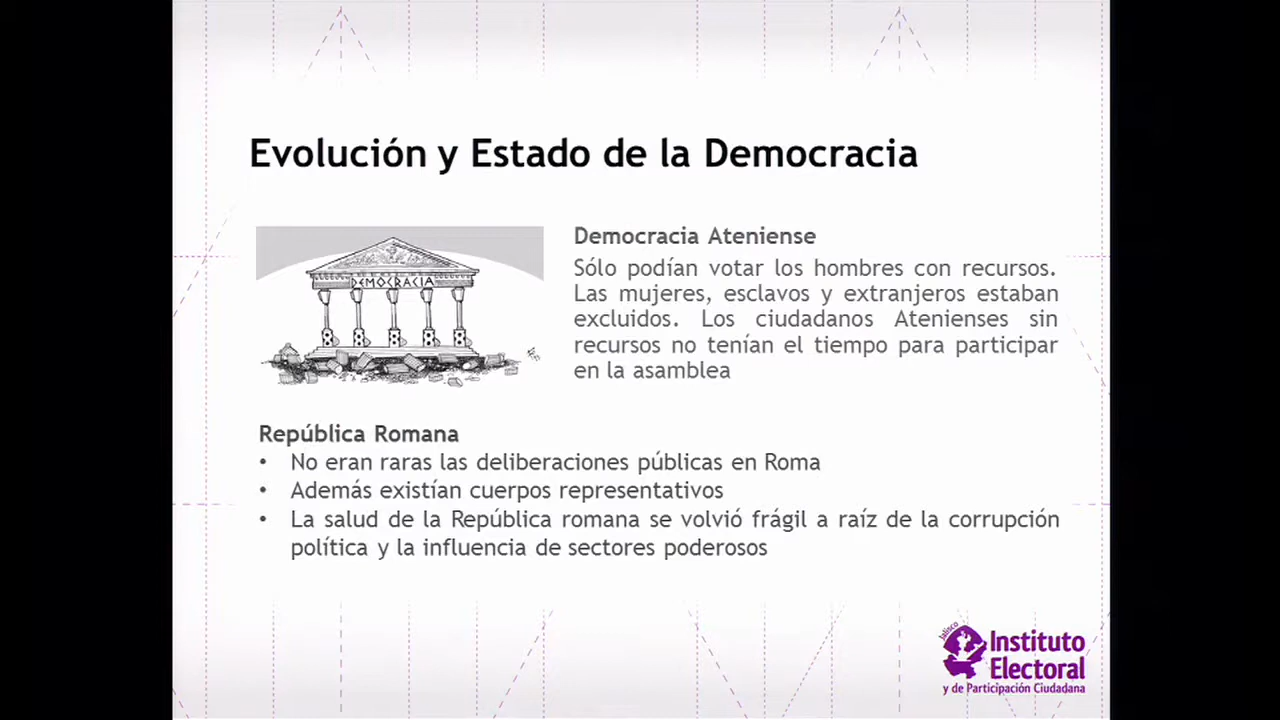 Evolución y Estado de la Democracia
DEMOCRACIA
Democracia Ateniense
Sólo podían votar los hombres con recursos.
Las mujeres, esclavos y extranjeros estaban
excluidos. Los ciudadanos Atenienses sin
recursos no tenían el tiempo para participar
en la asamblea
República Romana
• No eran raras las deliberaciones públicas en Roma
• Además existían cuerpos representativos
• La salud de la República romana se volvió frágil a raíz de la corrupción
política y la influencia de sectores poderosos
Jalisco
Instituto
Electoral
y de Participación Ciudadana